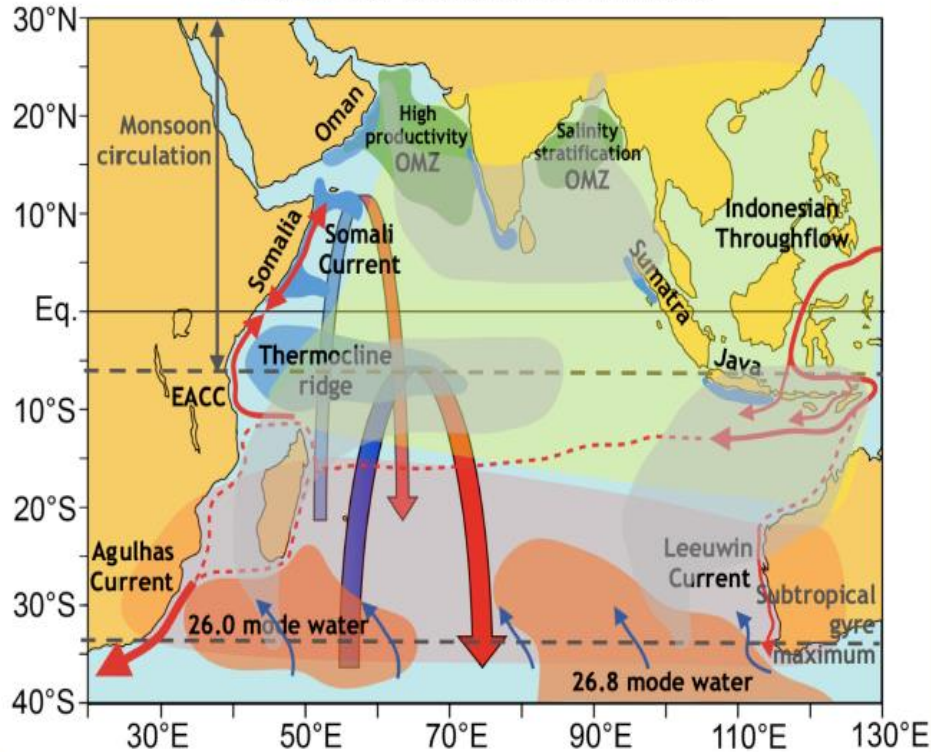 30°N
20°N
10°N
Eq.
10°S
20°S
30°S
40°S
Monsoon
circulation
Oman
High
productivity
OMZ
Salinity
stratification
OMZ
Somalia
Somali
Current
Indonesian
Throughflow
Sumatra
Thermocline
ridge
Java
EACC
Agulhas
Current
Leeuwin
Current
Subtropical
gyre
maximum
26.0 mode water
26.8 mode water
30°E
50°E
70°E
90°E
110°E
130°E